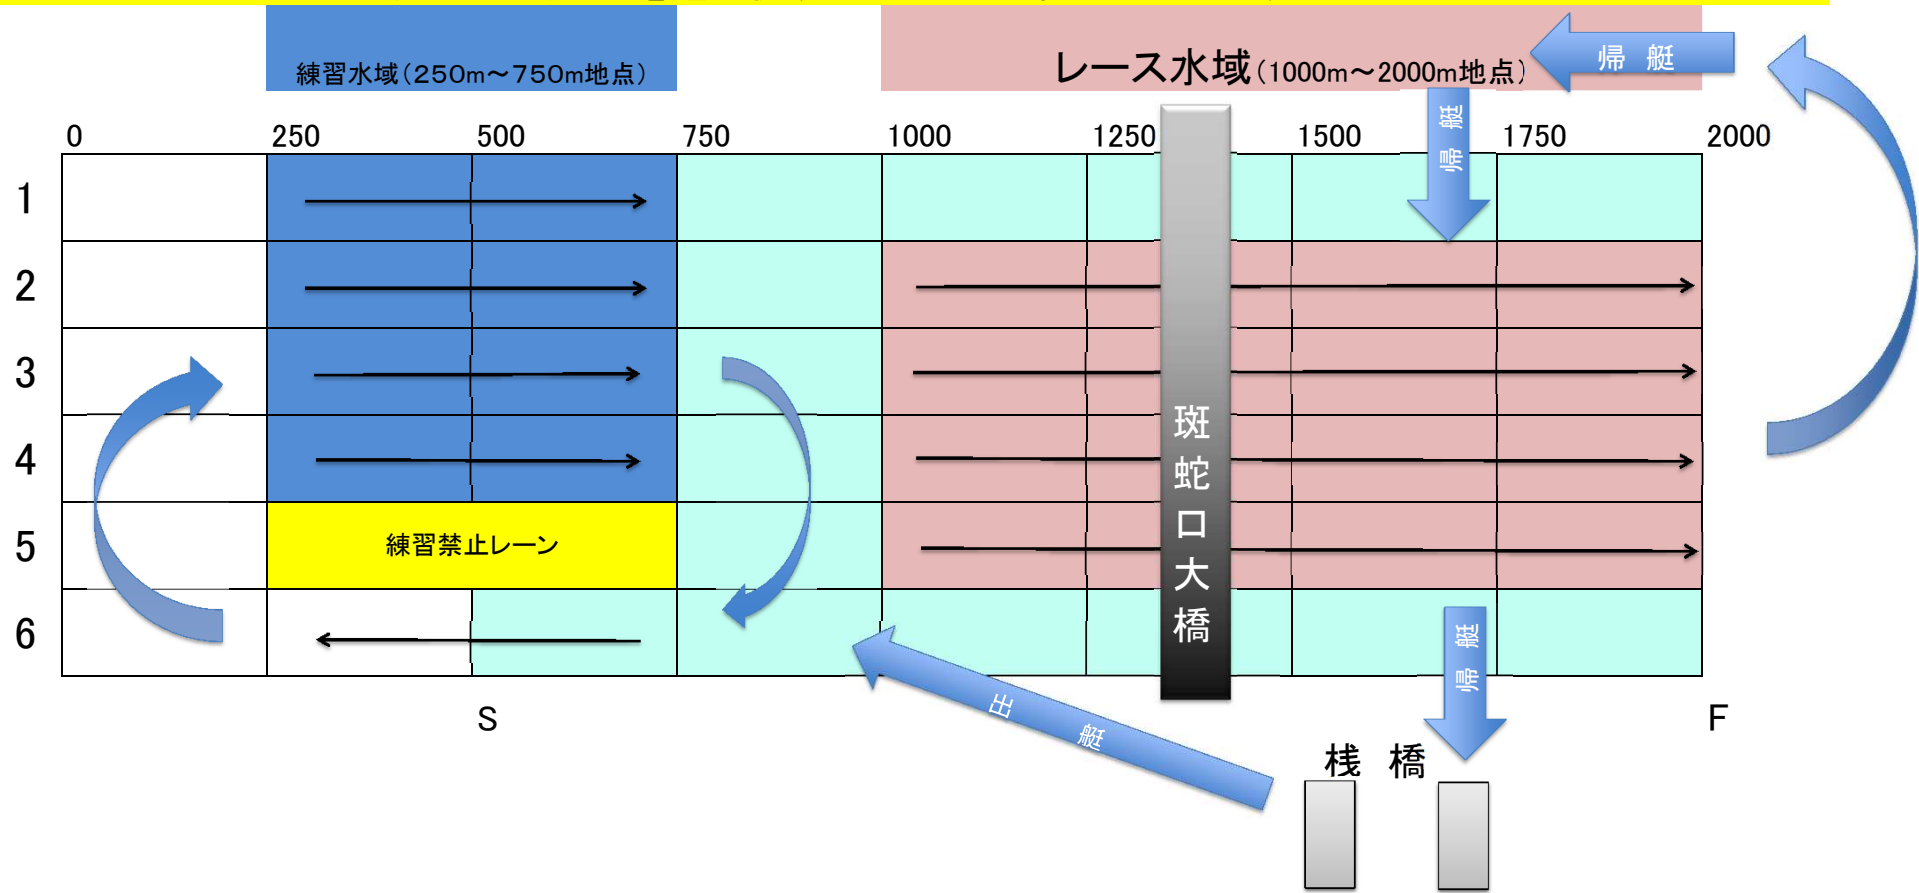 練習水域(250m～750m地点)
レース水域(1000m～2000m地点)
帰 艇
帰 艇
0 250 500 750 1000 1250 1500 1750 2000
1
2
3
4
5
6
練習禁止レーン
斑蛇口大橋
帰 艇
出 艇
S
F
桟 橋